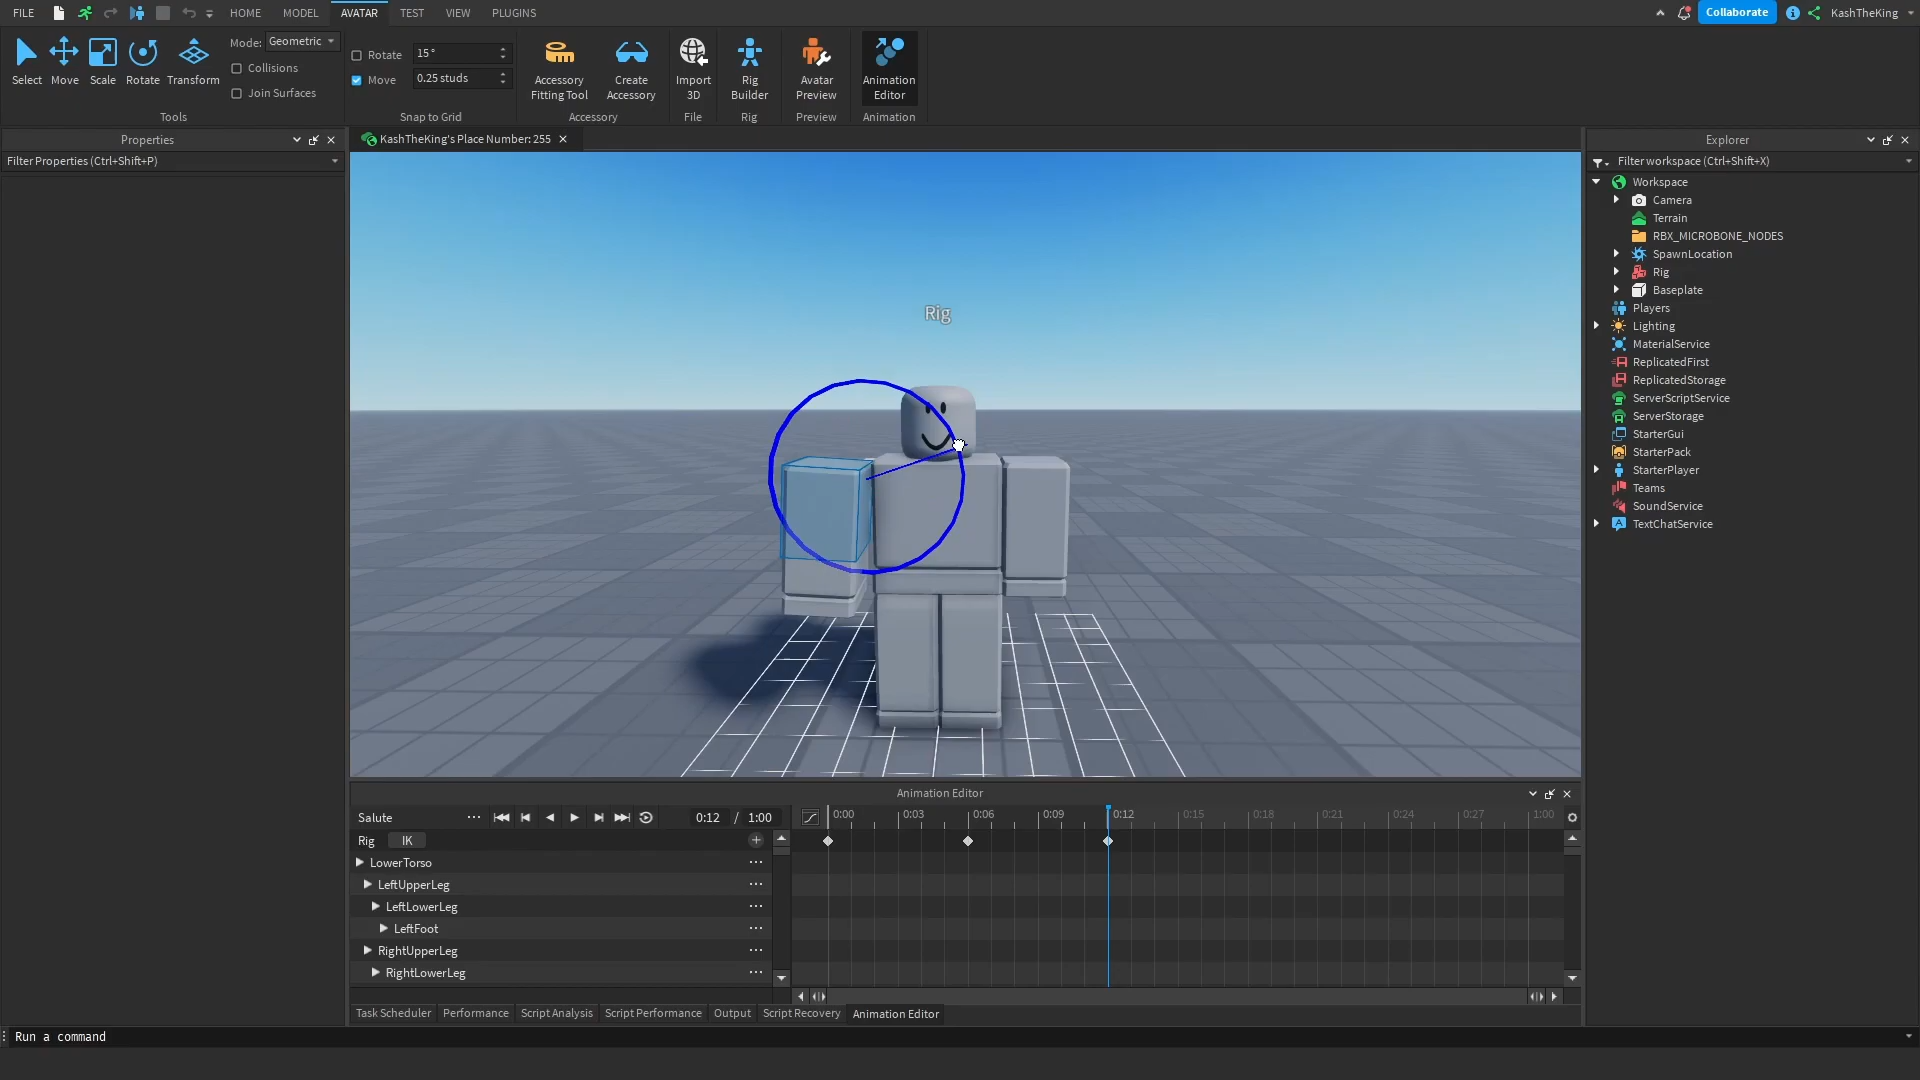 FILE HOME MODEL AVATAR TEST VIEW PLUGINS Collaborate KashTheKing
Select Move Scale Rotate Transform
Mode: Geometric
Collisions
Join Surfaces
Tools
Rotate 15 °
Move 0.25 studs
Snap to Grid
Accessory
Fitting Tool
Create
Accessory
Accessory
Import
3D
File
Rig
Builder
Rig
Avatar
Preview
Preview
Animation
Editor
Animation
Properties
Filter Properties (Ctrl+Shift+P)
KashTheKing's Place Number: 255
Rig
Explorer
Filter workspace (Ctrl+Shift+X)
Workspace
Camera
Terrain
RBX_MICROBONE_NODES
SpawnLocation
Rig
Baseplate
Players
Lighting
MaterialService
ReplicatedFirst
ReplicatedStorage
ServerScriptService
ServerStorage
StarterGui
StarterPack
StarterPlayer
Teams
SoundService
TextChatService
Animation Editor
Salute 0:12 / 1:00 0:00 0:03 0:06 0:09 0:12 0:15 0:18 0:21 0:24 0:27 1:00
Rig IK
LowerTorso
LeftUpperLeg
LeftLowerLeg
LeftFoot
RightUpperLeg
RightLowerLeg
Task Scheduler Performance Script Analysis Script Performance Output Script Recovery Animation Editor
Run a command